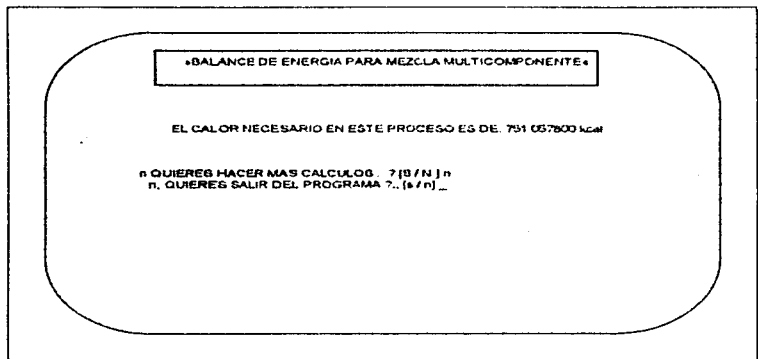 *BALANCE DE ENERGIA PARA MEZCLA MULTICOMPONENTE*
EL CALOR NECESARIO EN ESTE PROCESO ES DE: 751.057800 kcal
n QUIERES HACER MAS CALCULOS . ? [S / N ] n
n, QUIERES SALIR DEL PROGRAMA ?.. [s / n] _